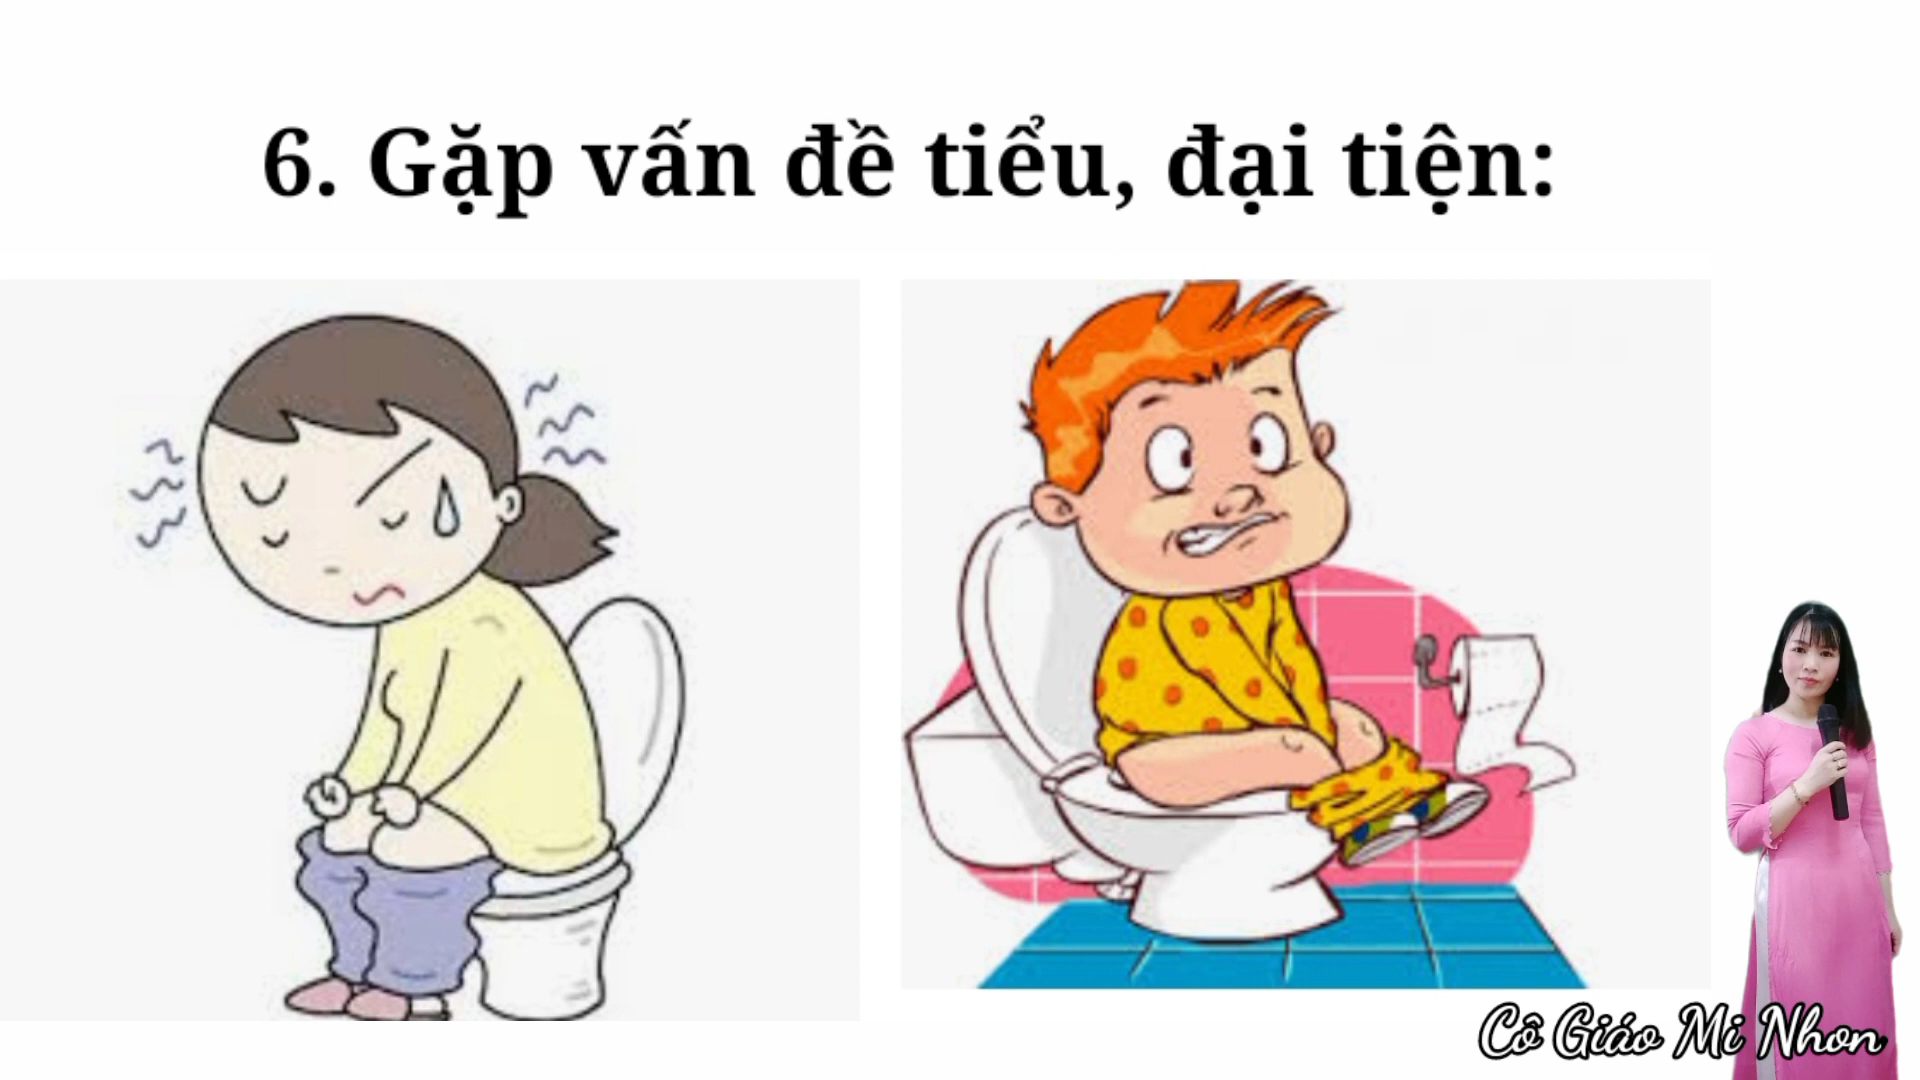 6. Gặp vấn đề tiểu, đại tiện:
Cô Giáo Mi Nhon